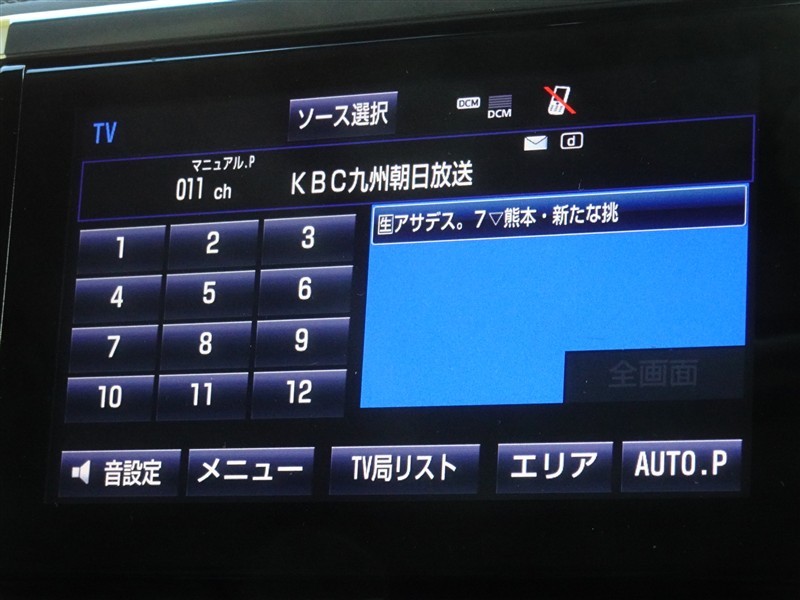 TV
ソース選択
DCM
DCM
d
マニュアル.P
011 ch
KBC九州朝日放送
生アサデス。7▽熊本・新たな挑
1 2 3
4 5 6
7 8 9
10 11 12
全画面
音設定
メニュー
TV局リスト
エリア
AUTO.P